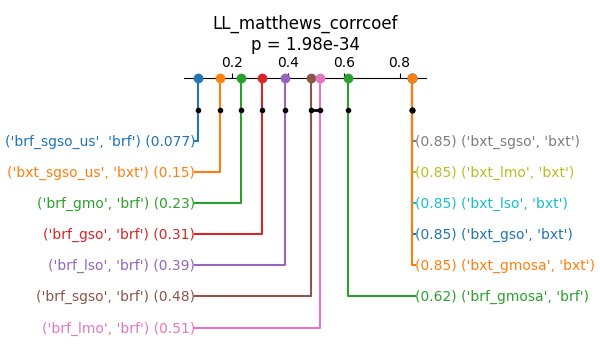 LL_matthews_corrcoef
p = 1.98e-34
0.2 0.4 0.6 0.8
('brf_sgso_us', 'brf') (0.077) (0.85) ('bxt_sgso', 'bxt')
('bxt_sgso_us', 'bxt') (0.15) (0.85) ('bxt_lmo', 'bxt')
('brf_gmo', 'brf') (0.23) (0.85) ('bxt_lso', 'bxt')
('brf_gso', 'brf') (0.31) (0.85) ('bxt_gso', 'bxt')
('brf_lso', 'brf') (0.39) (0.85) ('bxt_gmosa', 'bxt')
('brf_sgso', 'brf') (0.48) (0.62) ('brf_gmosa', 'brf')
('brf_lmo', 'brf') (0.51)